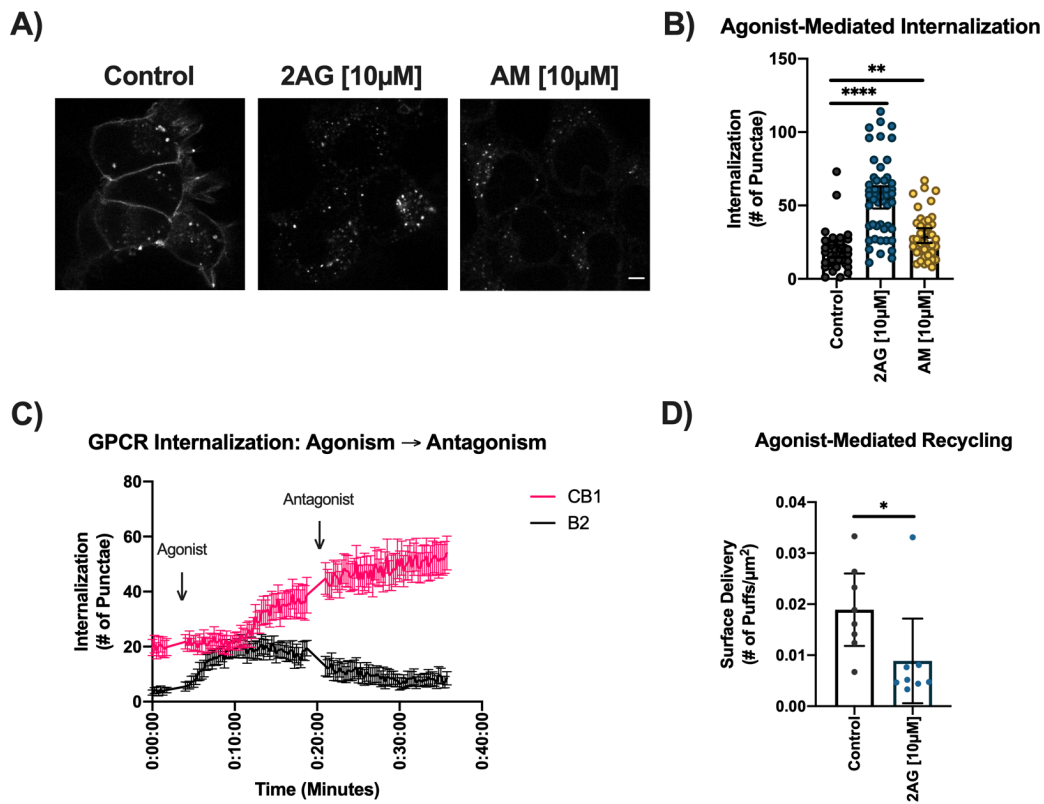 A)
Control
2AG [10µM]
AM [10µM]
B)
Agonist-Mediated Internalization
Internalization
(# of Punctae)
150
100
50
0
**
****
Control
2AG [10µM]
AM [10µM]
C)
GPCR Internalization: Agonism → Antagonism
Internalization
(# of Punctae)
80
60
40
20
0
Agonist
Antagonist
CB1
B2
0:00:00
0:10:00
0:20:00
0:30:00
0:40:00
Time (Minutes)
D)
Agonist-Mediated Recycling
Surface Delivery
(# of Puffs/µm²)
0.04
0.03
0.02
0.01
0.00
*
Control
2AG [10µM]